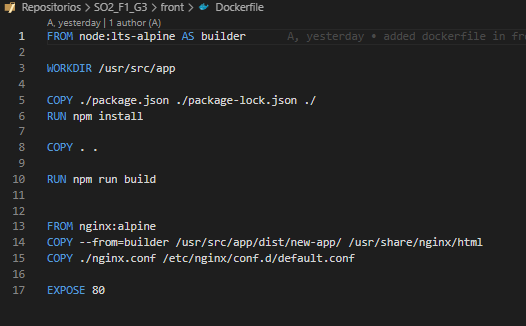 Repositorios > SO2_F1_G3 > front > Dockerfile
A, yesterday | 1 author (A)
1 FROM node:lts-alpine AS builder A, yesterday • added dockerfile in fr
2
3 WORKDIR /usr/src/app
4
5 COPY ./package.json ./package-lock.json ./
6 RUN npm install
7
8 COPY . .
9
10 RUN npm run build
11
12
13 FROM nginx:alpine
14 COPY --from=builder /usr/src/app/dist/new-app/ /usr/share/nginx/html
15 COPY ./nginx.conf /etc/nginx/conf.d/default.conf
16
17 EXPOSE 80